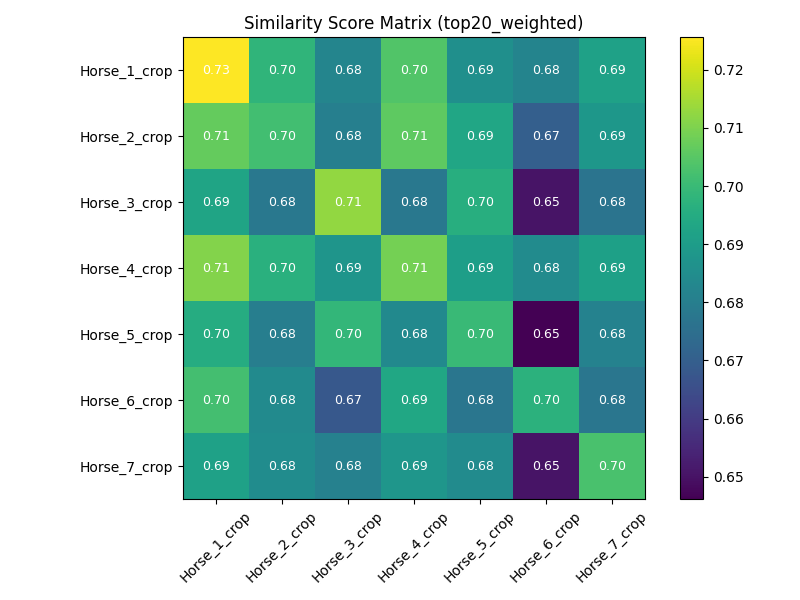 Similarity Score Matrix (top20_weighted)
Horse_1_crop 0.73 0.70 0.68 0.70 0.69 0.68 0.69
Horse_2_crop 0.71 0.70 0.68 0.71 0.69 0.67 0.69
Horse_3_crop 0.69 0.68 0.71 0.68 0.70 0.65 0.68
Horse_4_crop 0.71 0.70 0.69 0.71 0.69 0.68 0.69
Horse_5_crop 0.70 0.68 0.70 0.68 0.70 0.65 0.68
Horse_6_crop 0.70 0.68 0.67 0.69 0.68 0.70 0.68
Horse_7_crop 0.69 0.68 0.68 0.69 0.68 0.65 0.70
Horse_1_crop Horse_2_crop Horse_3_crop Horse_4_crop Horse_5_crop Horse_6_crop Horse_7_crop
0.72
0.71
0.70
0.69
0.68
0.67
0.66
0.65